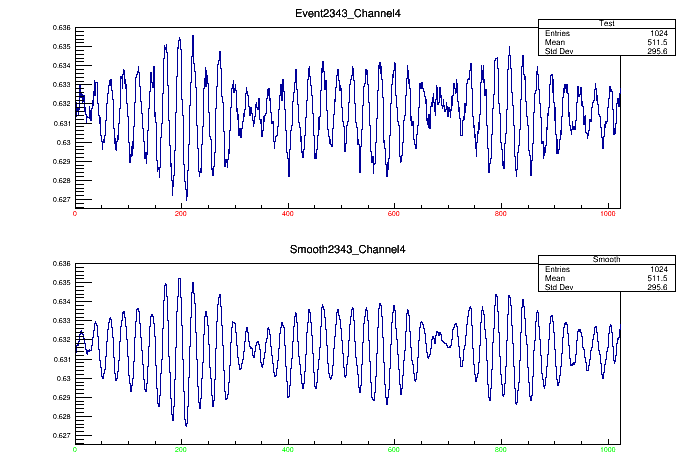 Event2343_Channel4
Test
Entries 1024
Mean 511.5
Std Dev 295.6
0.636
0.635
0.634
0.633
0.632
0.631
0.63
0.629
0.628
0.627
0 200 400 600 800 1000
Smooth2343_Channel4
Smooth
Entries 1024
Mean 511.5
Std Dev 295.6
0.636
0.635
0.634
0.633
0.632
0.631
0.63
0.629
0.628
0.627
0 200 400 600 800 1000